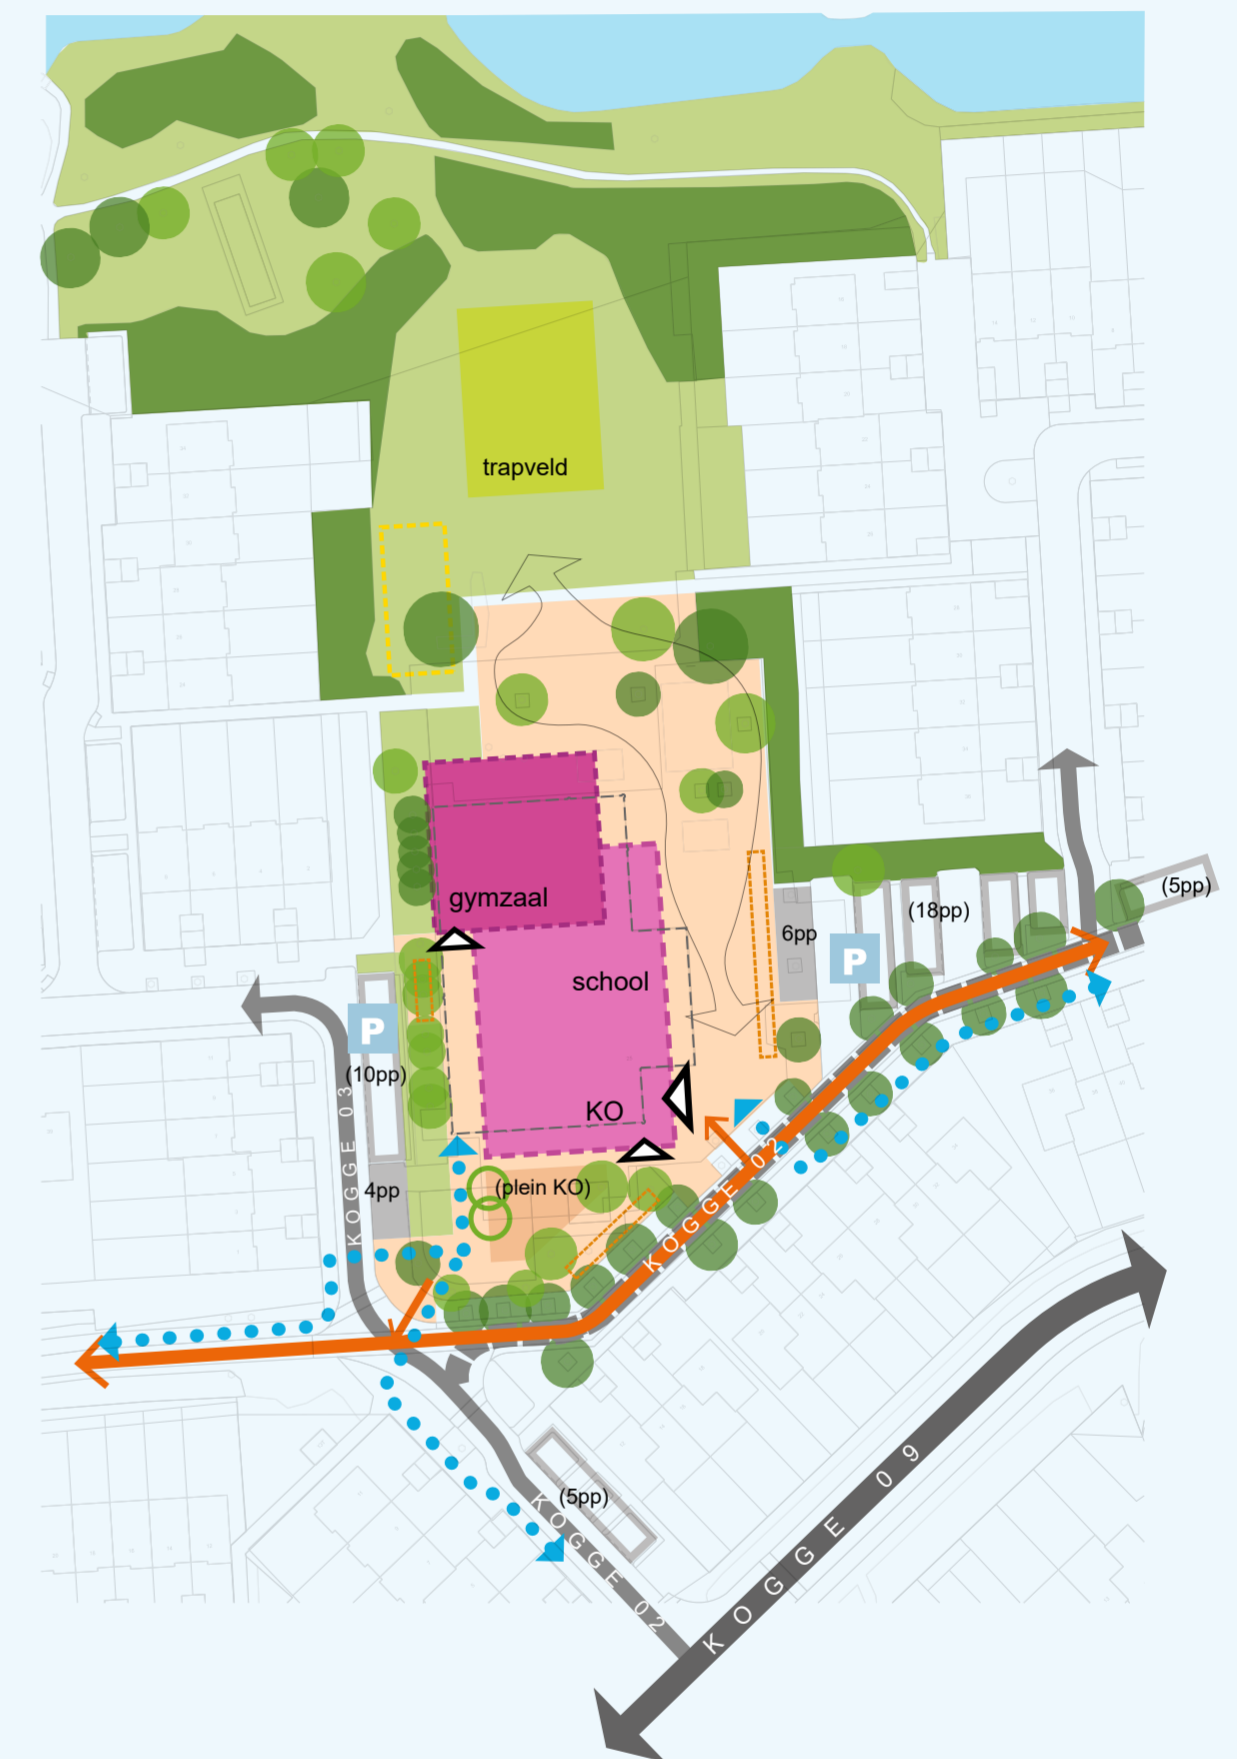 trapveld
gymzaal
(5pp)
(18pp)
6pp
P
school
P
(10pp)
KO
KOGGE 03
KOGGE 02
4pp
(plein KO)
(5pp)
KOGGE 02
KOGGE 09